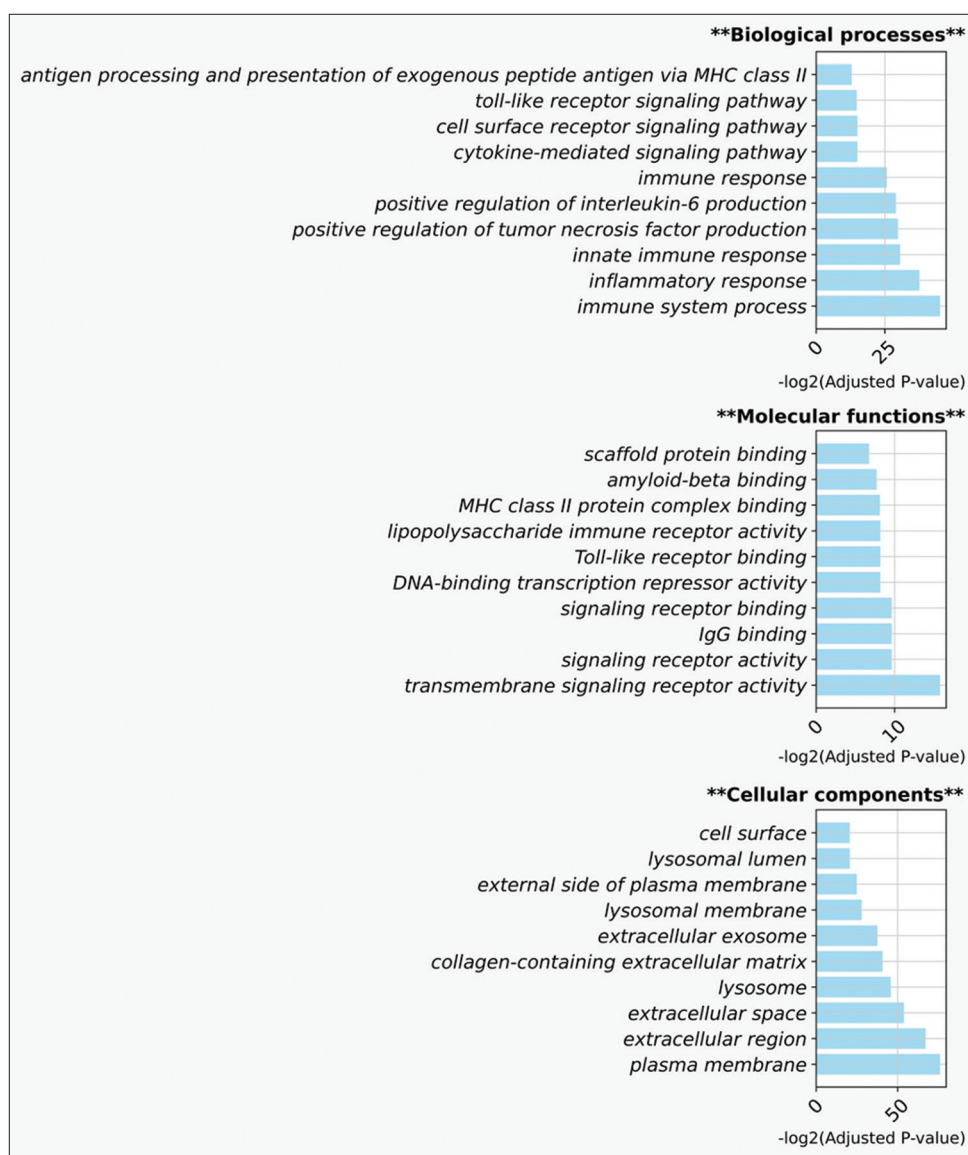 **Biological processes**
antigen processing and presentation of exogenous peptide antigen via MHC class II
toll-like receptor signaling pathway
cell surface receptor signaling pathway
cytokine-mediated signaling pathway
immune response
positive regulation of interleukin-6 production
positive regulation of tumor necrosis factor production
innate immune response
inflammatory response
immune system process
0 25
-log2(Adjusted P-value)
**Molecular functions**
scaffold protein binding
amyloid-beta binding
MHC class II protein complex binding
lipopolysaccharide immune receptor activity
Toll-like receptor binding
DNA-binding transcription repressor activity
signaling receptor binding
IgG binding
signaling receptor activity
transmembrane signaling receptor activity
0 10
-log2(Adjusted P-value)
**Cellular components**
cell surface
lysosomal lumen
external side of plasma membrane
lysosomal membrane
extracellular exosome
collagen-containing extracellular matrix
lysosome
extracellular space
extracellular region
plasma membrane
0 50
-log2(Adjusted P-value)